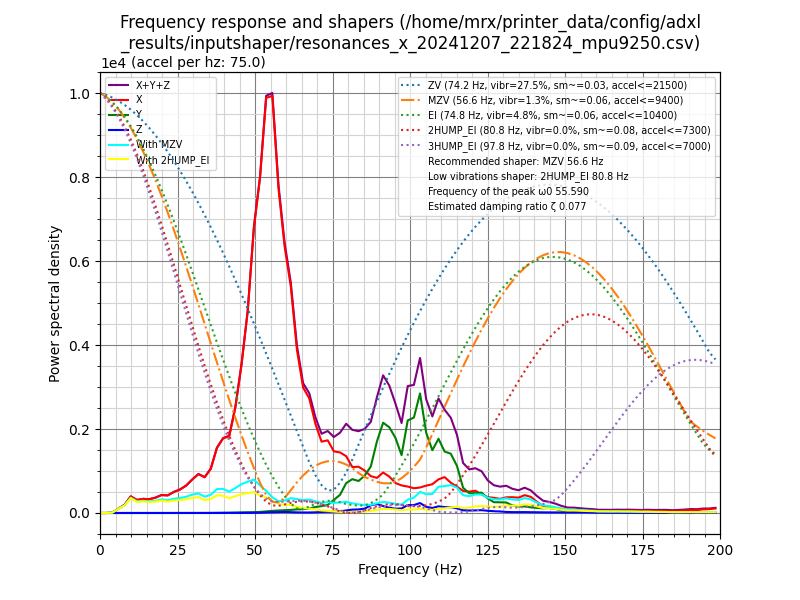 Frequency response and shapers (/home/mrx/printer_data/config/adxl
_results/inputshaper/resonances_x_20241207_221824_mpu9250.csv)
1e4 (accel per hz: 75.0)
X+Y+Z
X
Y
Z
With MZV
With 2HUMP_EI
ZV (74.2 Hz, vibr=27.5%, sm~=0.03, accel<=21500)
MZV (56.6 Hz, vibr=1.3%, sm~=0.06, accel<=9400)
EI (74.8 Hz, vibr=4.8%, sm~=0.06, accel<=10400)
2HUMP_EI (80.8 Hz, vibr=0.0%, sm~=0.08, accel<=7300)
3HUMP_EI (97.8 Hz, vibr=0.0%, sm~=0.09, accel<=7000)
Recommended shaper: MZV 56.6 Hz
Low vibrations shaper: 2HUMP_EI 80.8 Hz
Frequency of the peak ω0 55.590
Estimated damping ratio ζ 0.077
Power spectral density
1.0
0.8
0.6
0.4
0.2
0.0
0 25 50 75 100 125 150 175 200
Frequency (Hz)